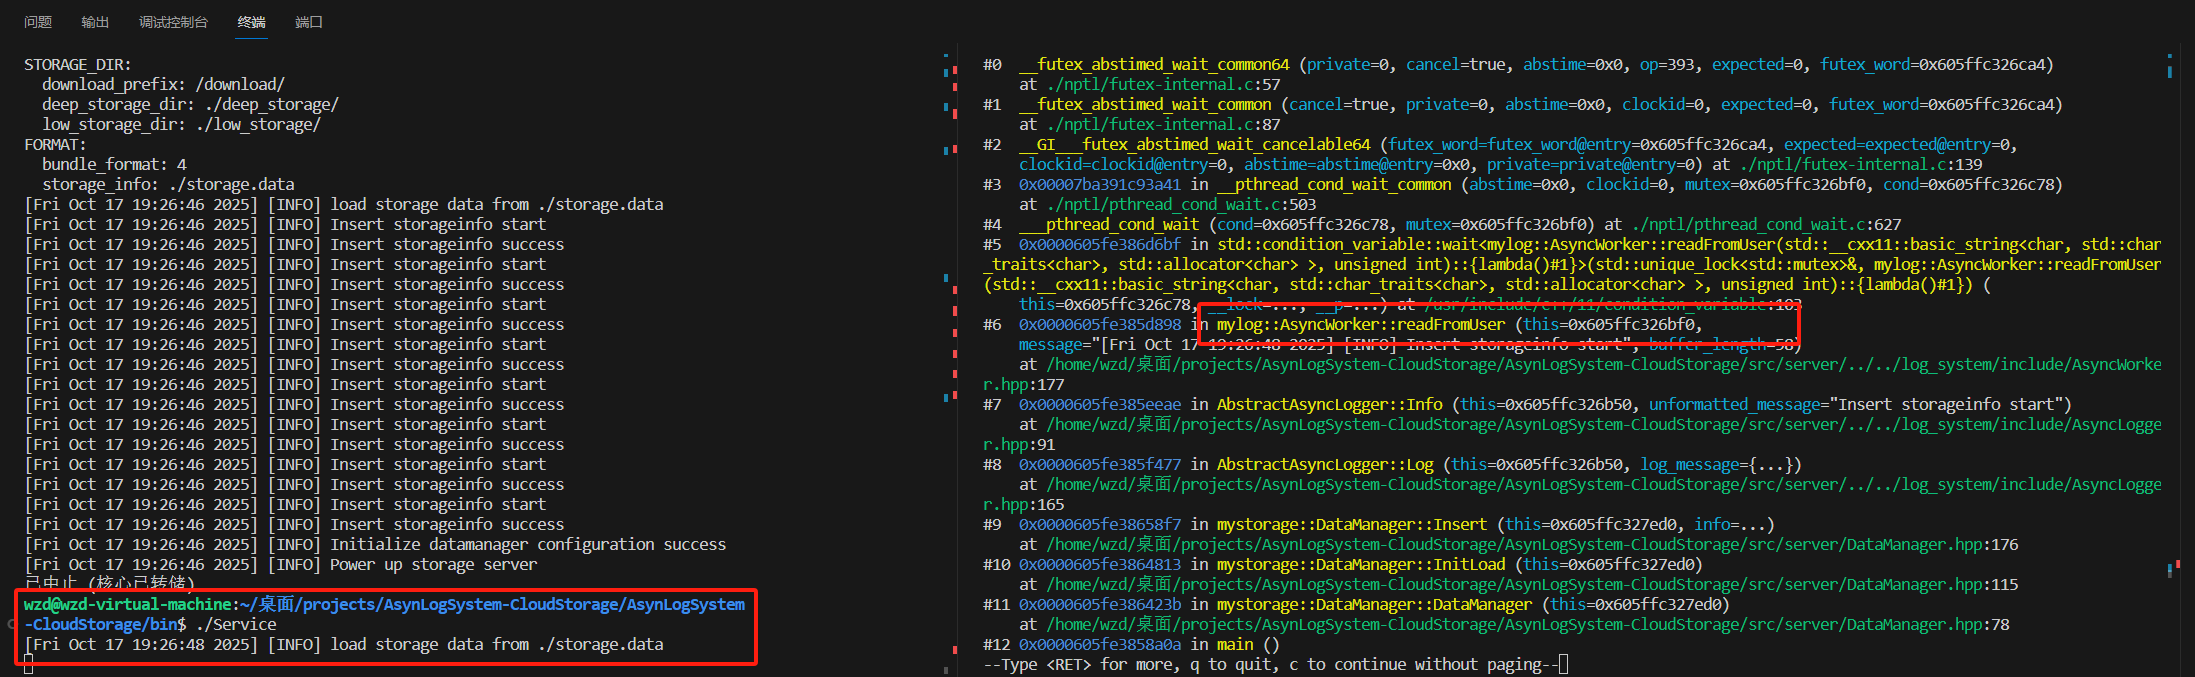 问题 输出 调试控制台 终端 端口
STORAGE_DIR:
  download_prefix: /download/
  deep_storage_dir: ./deep_storage/
  low_storage_dir: ./low_storage/
FORMAT:
  bundle_format: 4
  storage_info: ./storage.data
[Fri Oct 17 19:26:46 2025] [INFO] load storage data from ./storage.data
[Fri Oct 17 19:26:46 2025] [INFO] Insert storageinfo start
[Fri Oct 17 19:26:46 2025] [INFO] Insert storageinfo success
[Fri Oct 17 19:26:46 2025] [INFO] Insert storageinfo start
[Fri Oct 17 19:26:46 2025] [INFO] Insert storageinfo success
[Fri Oct 17 19:26:46 2025] [INFO] Insert storageinfo start
[Fri Oct 17 19:26:46 2025] [INFO] Insert storageinfo success
[Fri Oct 17 19:26:46 2025] [INFO] Insert storageinfo start
[Fri Oct 17 19:26:46 2025] [INFO] Insert storageinfo success
[Fri Oct 17 19:26:46 2025] [INFO] Insert storageinfo start
[Fri Oct 17 19:26:46 2025] [INFO] Insert storageinfo success
[Fri Oct 17 19:26:46 2025] [INFO] Insert storageinfo start
[Fri Oct 17 19:26:46 2025] [INFO] Insert storageinfo success
[Fri Oct 17 19:26:46 2025] [INFO] Insert storageinfo start
[Fri Oct 17 19:26:46 2025] [INFO] Insert storageinfo success
[Fri Oct 17 19:26:46 2025] [INFO] Insert storageinfo start
[Fri Oct 17 19:26:46 2025] [INFO] Insert storageinfo success
[Fri Oct 17 19:26:46 2025] [INFO] Initialize datamanager configuration success
[Fri Oct 17 19:26:46 2025] [INFO] Power up storage server
已中止 (核心已转储)
wzd@wzd-virtual-machine:~/桌面/projects/AsynLogSystem-CloudStorage/AsynLogSystem
-CloudStorage/bin$ ./Service
[Fri Oct 17 19:26:48 2025] [INFO] load storage data from ./storage.data
#0  __futex_abstimed_wait_common64 (private=0, cancel=true, abstime=0x0, op=393, expected=0, futex_word=0x605ffc326ca4)
    at ./nptl/futex-internal.c:57
#1  __futex_abstimed_wait_common (cancel=true, private=0, abstime=0x0, clockid=0, expected=0, futex_word=0x605ffc326ca4)
    at ./nptl/futex-internal.c:87
#2  __GI___futex_abstimed_wait_cancelable64 (futex_word=futex_word@entry=0x605ffc326ca4, expected=expected@entry=0,
    clockid=clockid@entry=0, abstime=abstime@entry=0x0, private=private@entry=0) at ./nptl/futex-internal.c:139
#3  0x00007ba391c93a41 in __pthread_cond_wait_common (abstime=0x0, clockid=0, mutex=0x605ffc326bf0, cond=0x605ffc326c78)
    at ./nptl/pthread_cond_wait.c:503
#4  ___pthread_cond_wait (cond=0x605ffc326c78, mutex=0x605ffc326bf0) at ./nptl/pthread_cond_wait.c:627
#5  0x0000605fe386d6bf in std::condition_variable::wait<mylog::AsyncWorker::readFromUser(std::__cxx11::basic_string<char, std::char
_traits<char>, std::allocator<char> >, unsigned int)::{lambda()#1}>(std::unique_lock<std::mutex>&, mylog::AsyncWorker::readFromUser
(std::__cxx11::basic_string<char, std::char_traits<char>, std::allocator<char> >, unsigned int)::{lambda()#1}) (
    this=0x605ffc326c78, __lock=..., __p=...) at /usr/include/c++/11/condition_variable:103
#6  0x0000605fe385d898 in mylog::AsyncWorker::readFromUser (this=0x605ffc326bf0,
    message="[Fri Oct 17 19:26:48 2025] [INFO] Insert storageinfo start", buffer_length=58)
    at /home/wzd/桌面/projects/AsynLogSystem-CloudStorage/AsynLogSystem-CloudStorage/src/server/../../log_system/include/AsyncWorke
r.hpp:177
#7  0x0000605fe385eeae in AbstractAsyncLogger::Info (this=0x605ffc326b50, unformatted_message="Insert storageinfo start")
    at /home/wzd/桌面/projects/AsynLogSystem-CloudStorage/AsynLogSystem-CloudStorage/src/server/../../log_system/include/AsyncLogge
r.hpp:91
#8  0x0000605fe385f477 in AbstractAsyncLogger::Log (this=0x605ffc326b50, log_message={...})
    at /home/wzd/桌面/projects/AsynLogSystem-CloudStorage/AsynLogSystem-CloudStorage/src/server/../../log_system/include/AsyncLogge
r.hpp:165
#9  0x0000605fe38658f7 in mystorage::DataManager::Insert (this=0x605ffc327ed0, info=...)
    at /home/wzd/桌面/projects/AsynLogSystem-CloudStorage/AsynLogSystem-CloudStorage/src/server/DataManager.hpp:176
#10 0x0000605fe3864813 in mystorage::DataManager::InitLoad (this=0x605ffc327ed0)
    at /home/wzd/桌面/projects/AsynLogSystem-CloudStorage/AsynLogSystem-CloudStorage/src/server/DataManager.hpp:115
#11 0x0000605fe386423b in mystorage::DataManager::DataManager (this=0x605ffc327ed0)
    at /home/wzd/桌面/projects/AsynLogSystem-CloudStorage/AsynLogSystem-CloudStorage/src/server/DataManager.hpp:78
#12 0x0000605fe3858a0a in main ()
--Type <RET> for more, q to quit, c to continue without paging--